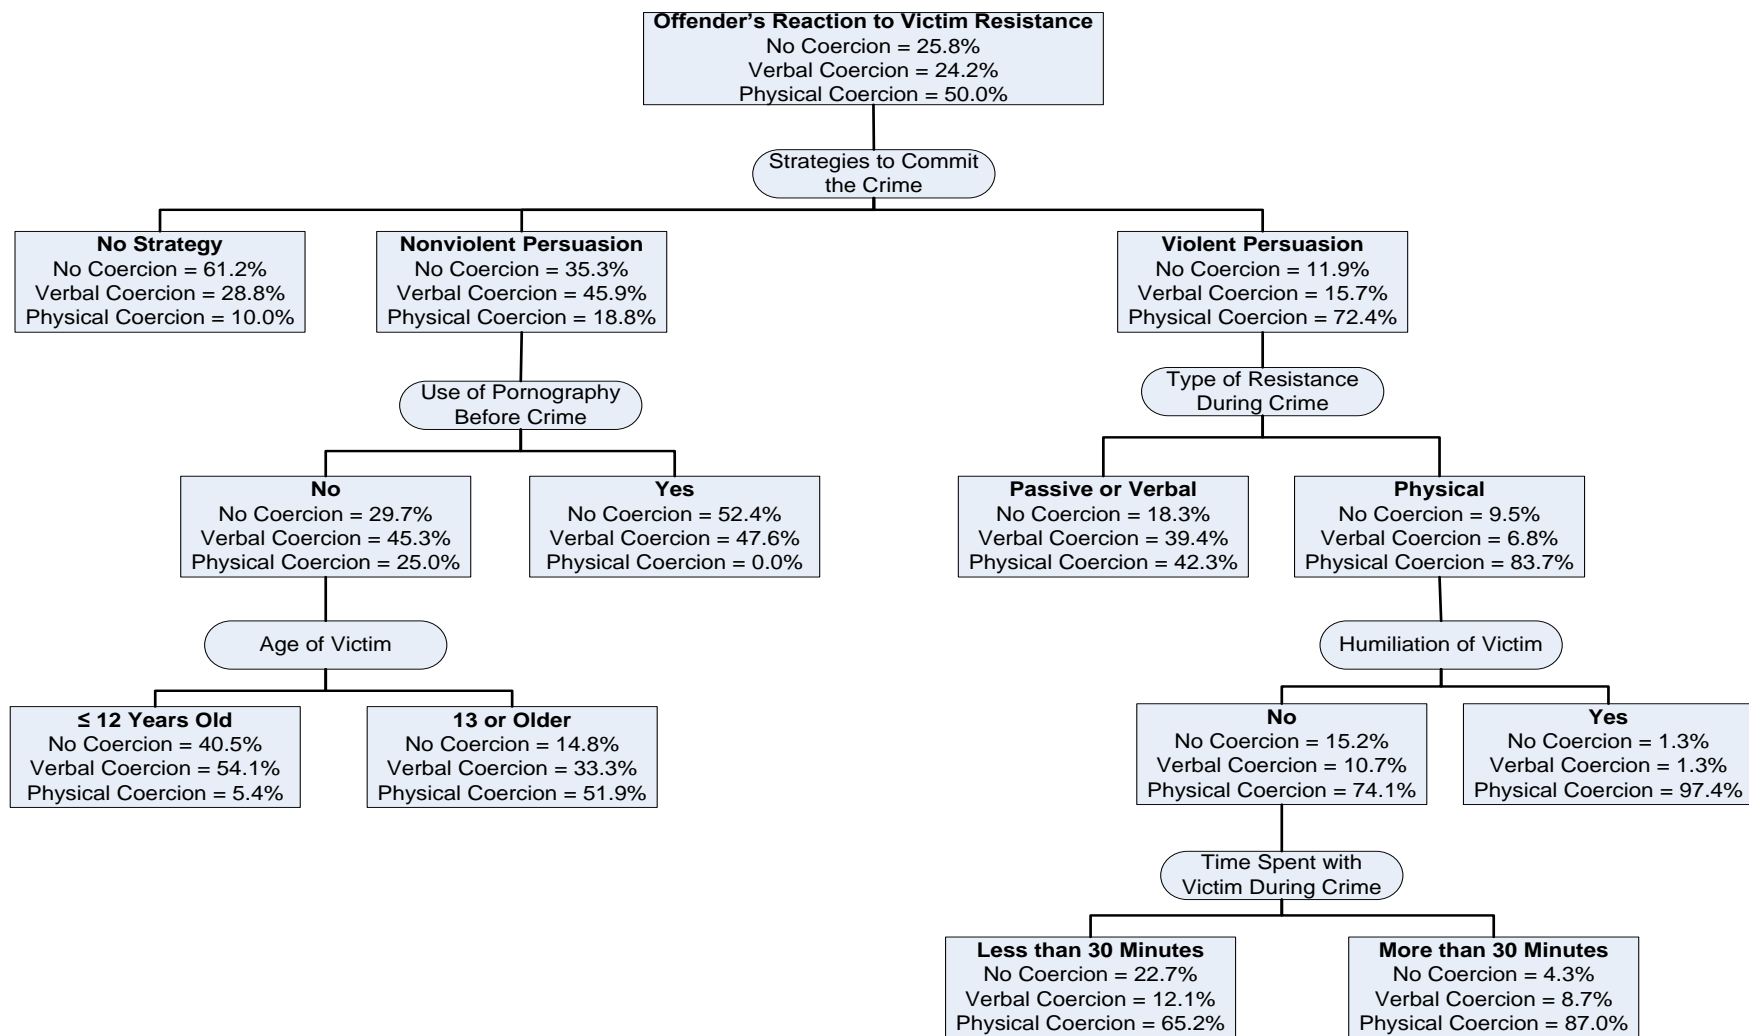 Offender’s Reaction to Victim Resistance
No Coercion = 25.8%
Verbal Coercion = 24.2%
Physical Coercion = 50.0%
Strategies to Commit
the Crime
No Strategy
No Coercion = 61.2%
Verbal Coercion = 28.8%
Physical Coercion = 10.0%
Nonviolent Persuasion
No Coercion = 35.3%
Verbal Coercion = 45.9%
Physical Coercion = 18.8%
Violent Persuasion
No Coercion = 11.9%
Verbal Coercion = 15.7%
Physical Coercion = 72.4%
Use of Pornography
Before Crime
Type of Resistance
During Crime
No
No Coercion = 29.7%
Verbal Coercion = 45.3%
Physical Coercion = 25.0%
Yes
No Coercion = 52.4%
Verbal Coercion = 47.6%
Physical Coercion = 0.0%
Passive or Verbal
No Coercion = 18.3%
Verbal Coercion = 39.4%
Physical Coercion = 42.3%
Physical
No Coercion = 9.5%
Verbal Coercion = 6.8%
Physical Coercion = 83.7%
Age of Victim
Humiliation of Victim
≤ 12 Years Old
No Coercion = 40.5%
Verbal Coercion = 54.1%
Physical Coercion = 5.4%
13 or Older
No Coercion = 14.8%
Verbal Coercion = 33.3%
Physical Coercion = 51.9%
No
No Coercion = 15.2%
Verbal Coercion = 10.7%
Physical Coercion = 74.1%
Yes
No Coercion = 1.3%
Verbal Coercion = 1.3%
Physical Coercion = 97.4%
Time Spent with
Victim During Crime
Less than 30 Minutes
No Coercion = 22.7%
Verbal Coercion = 12.1%
Physical Coercion = 65.2%
More than 30 Minutes
No Coercion = 4.3%
Verbal Coercion = 8.7%
Physical Coercion = 87.0%